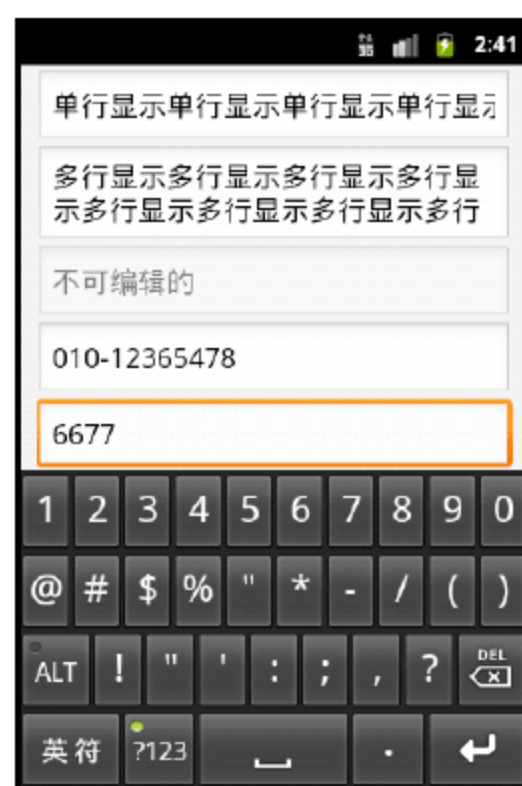 3G 2:41
单行显示单行显示单行显示单行显示
多行显示多行显示多行显示多行显
示多行显示多行显示多行显示多行
不可编辑的
010-12365478
6677
1 2 3 4 5 6 7 8 9 0
@ # $ % " * - / ( )
ALT ! " ' : ; , ? DEL
英 符 ?123 .